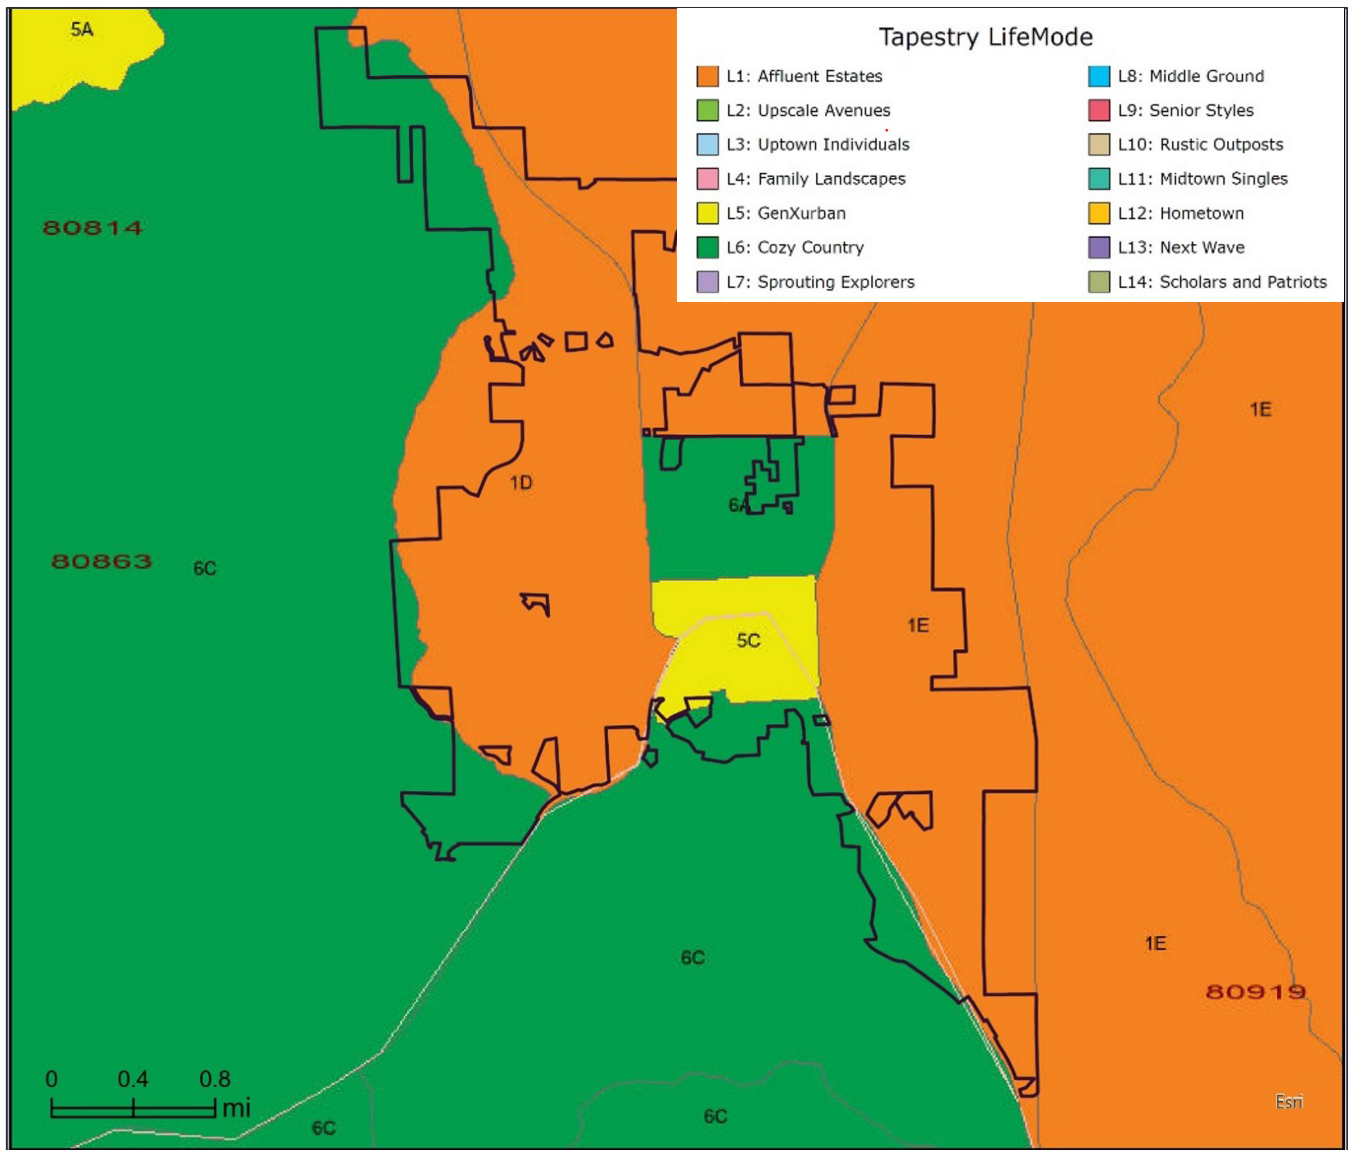 5A
Tapestry LifeMode
L1: Affluent Estates
L2: Upscale Avenues
L3: Uptown Individuals
L4: Family Landscapes
L5: GenXurban
L6: Cozy Country
L7: Sprouting Explorers
L8: Middle Ground
L9: Senior Styles
L10: Rustic Outposts
L11: Midtown Singles
L12: Hometown
L13: Next Wave
L14: Scholars and Patriots
80814
1E
1D
6A
80863
6C
1E
5C
1E
6C
80919
0 0.4 0.8
mi
Esri
6C
6C